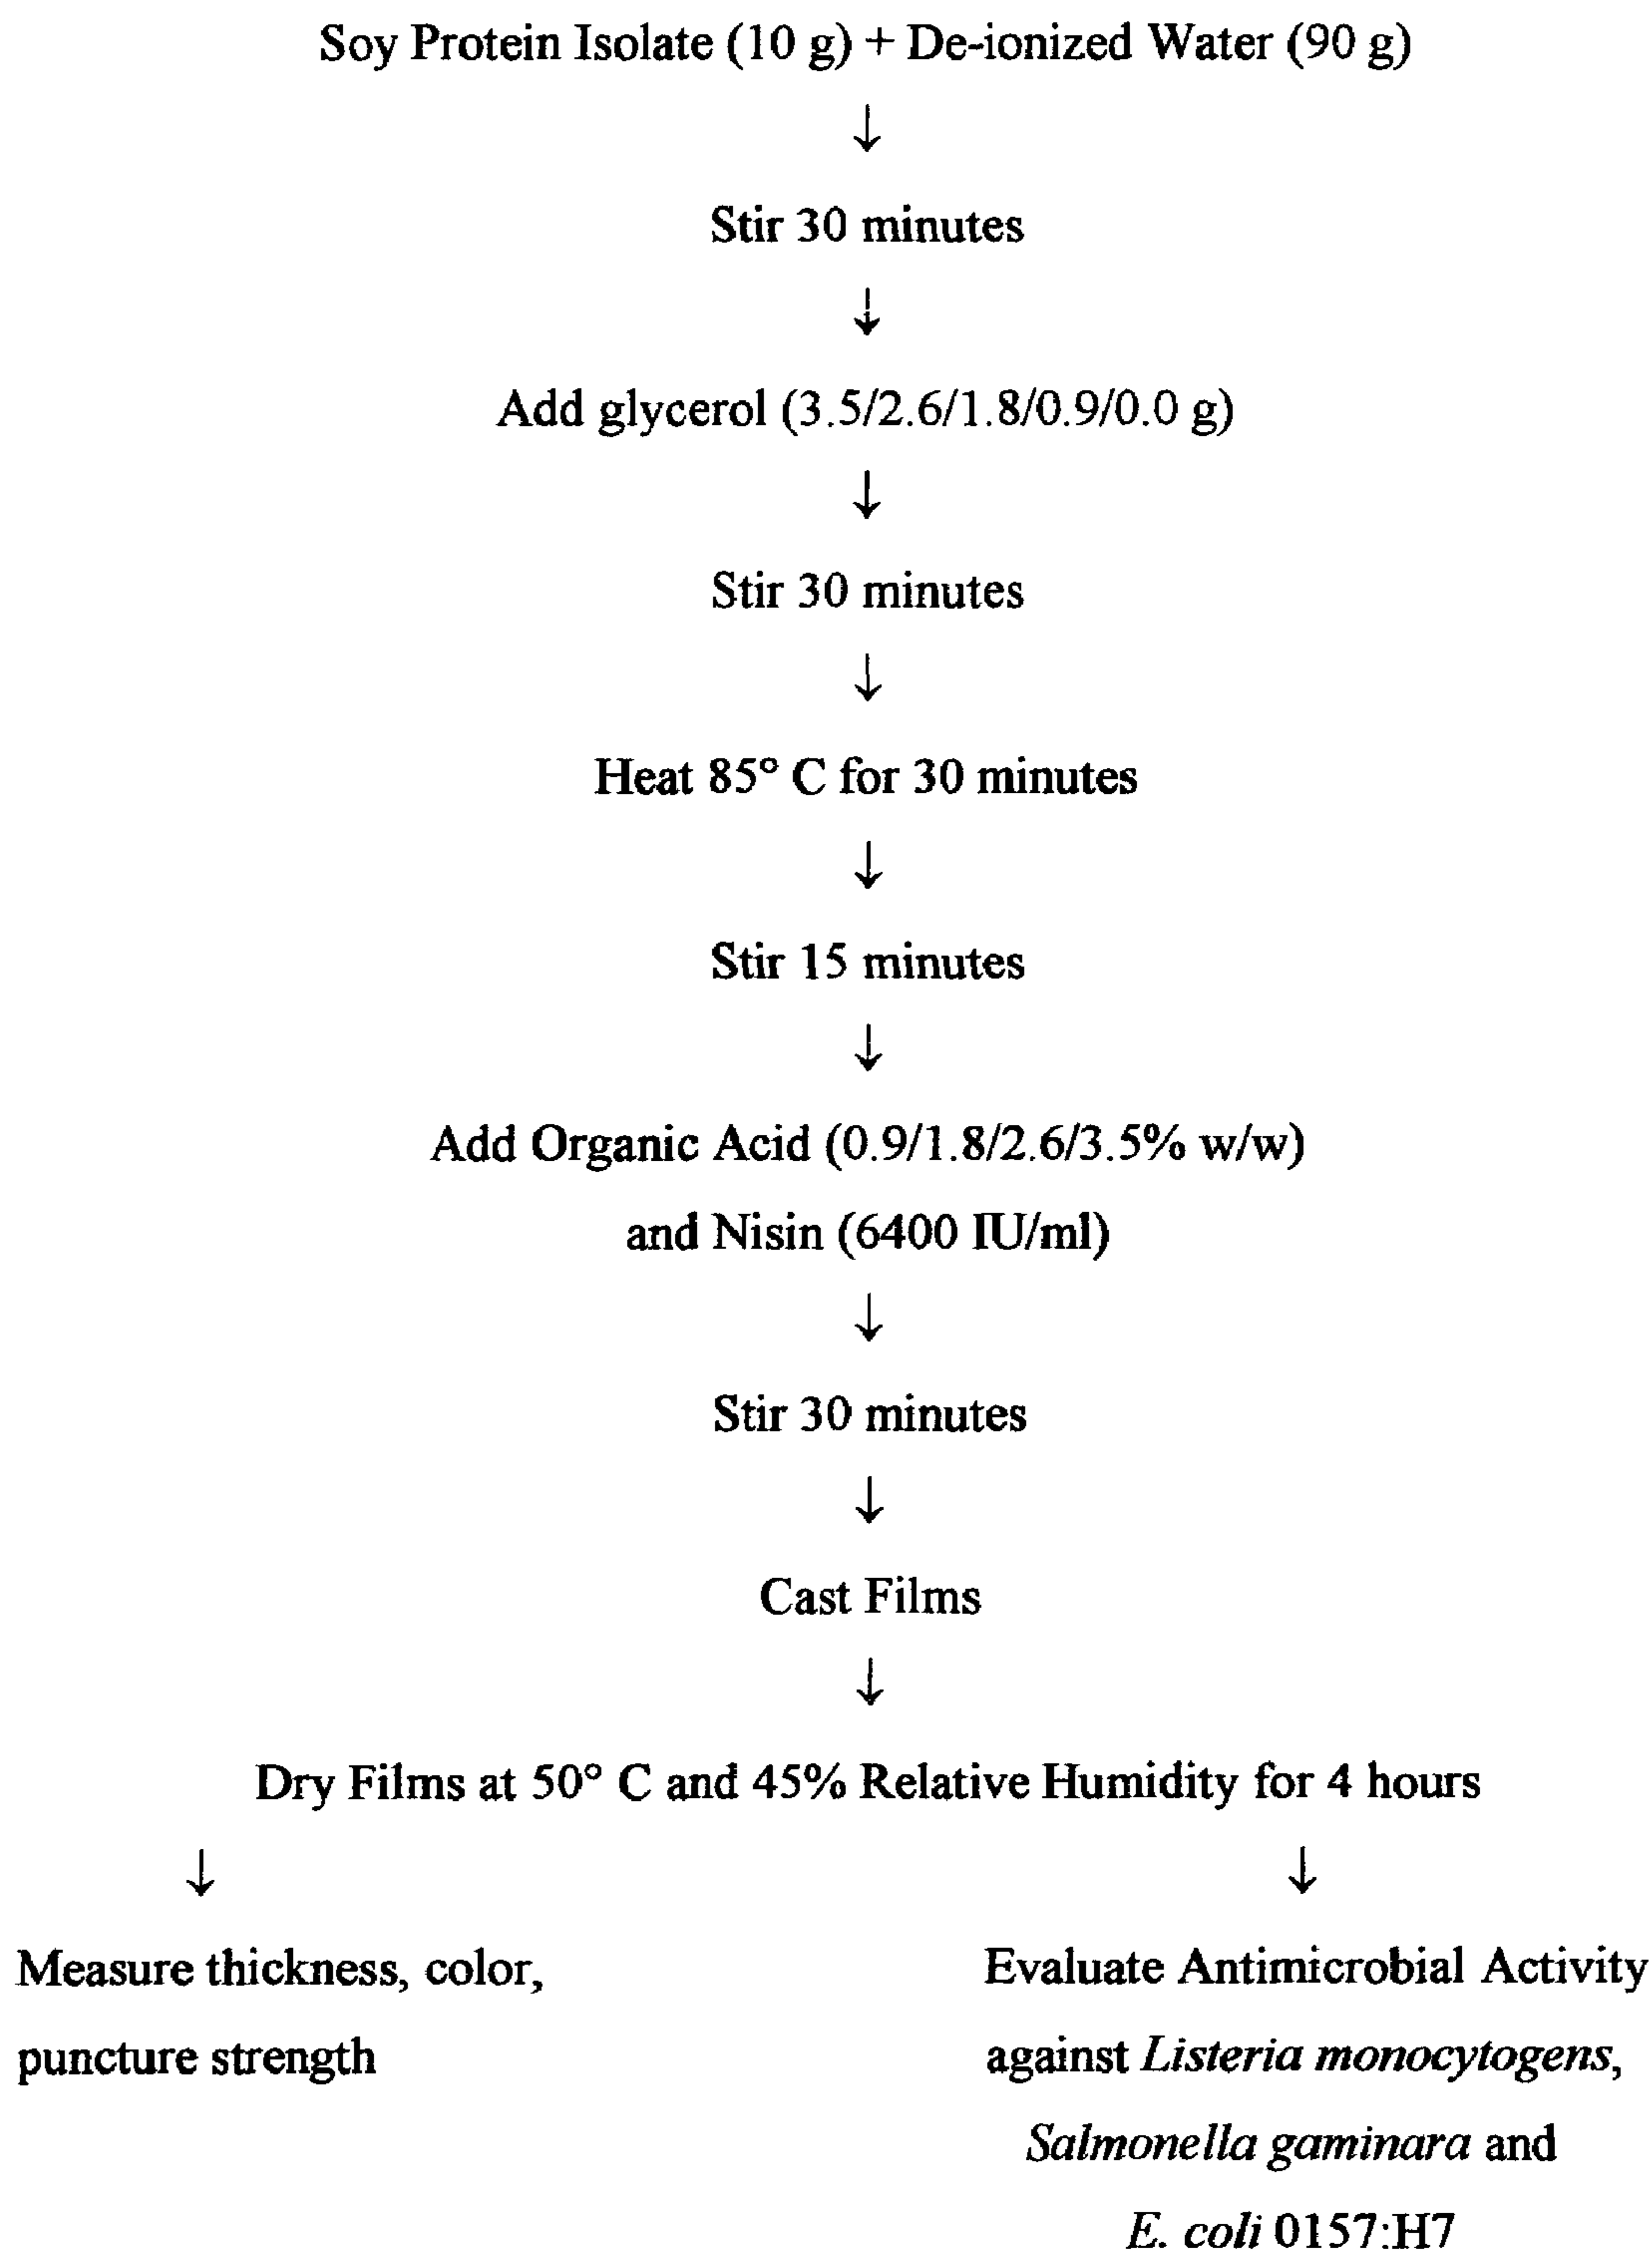 Soy Protein Isolate (10 g) + De-ionized Water (90 g)
↓
Stir 30 minutes
↓
Add glycerol (3.5/2.6/1.8/0.9/0.0 g)
↓
Stir 30 minutes
↓
Heat 85° C for 30 minutes
↓
Stir 15 minutes
↓
Add Organic Acid (0.9/1.8/2.6/3.5% w/w)
and Nisin (6400 IU/ml)
↓
Stir 30 minutes
↓
Cast Films
↓
Dry Films at 50° C and 45% Relative Humidity for 4 hours
↓ ↓
Measure thickness, color,
puncture strength
Evaluate Antimicrobial Activity
against Listeria monocytogens,
Salmonella gaminara and
E. coli 0157:H7